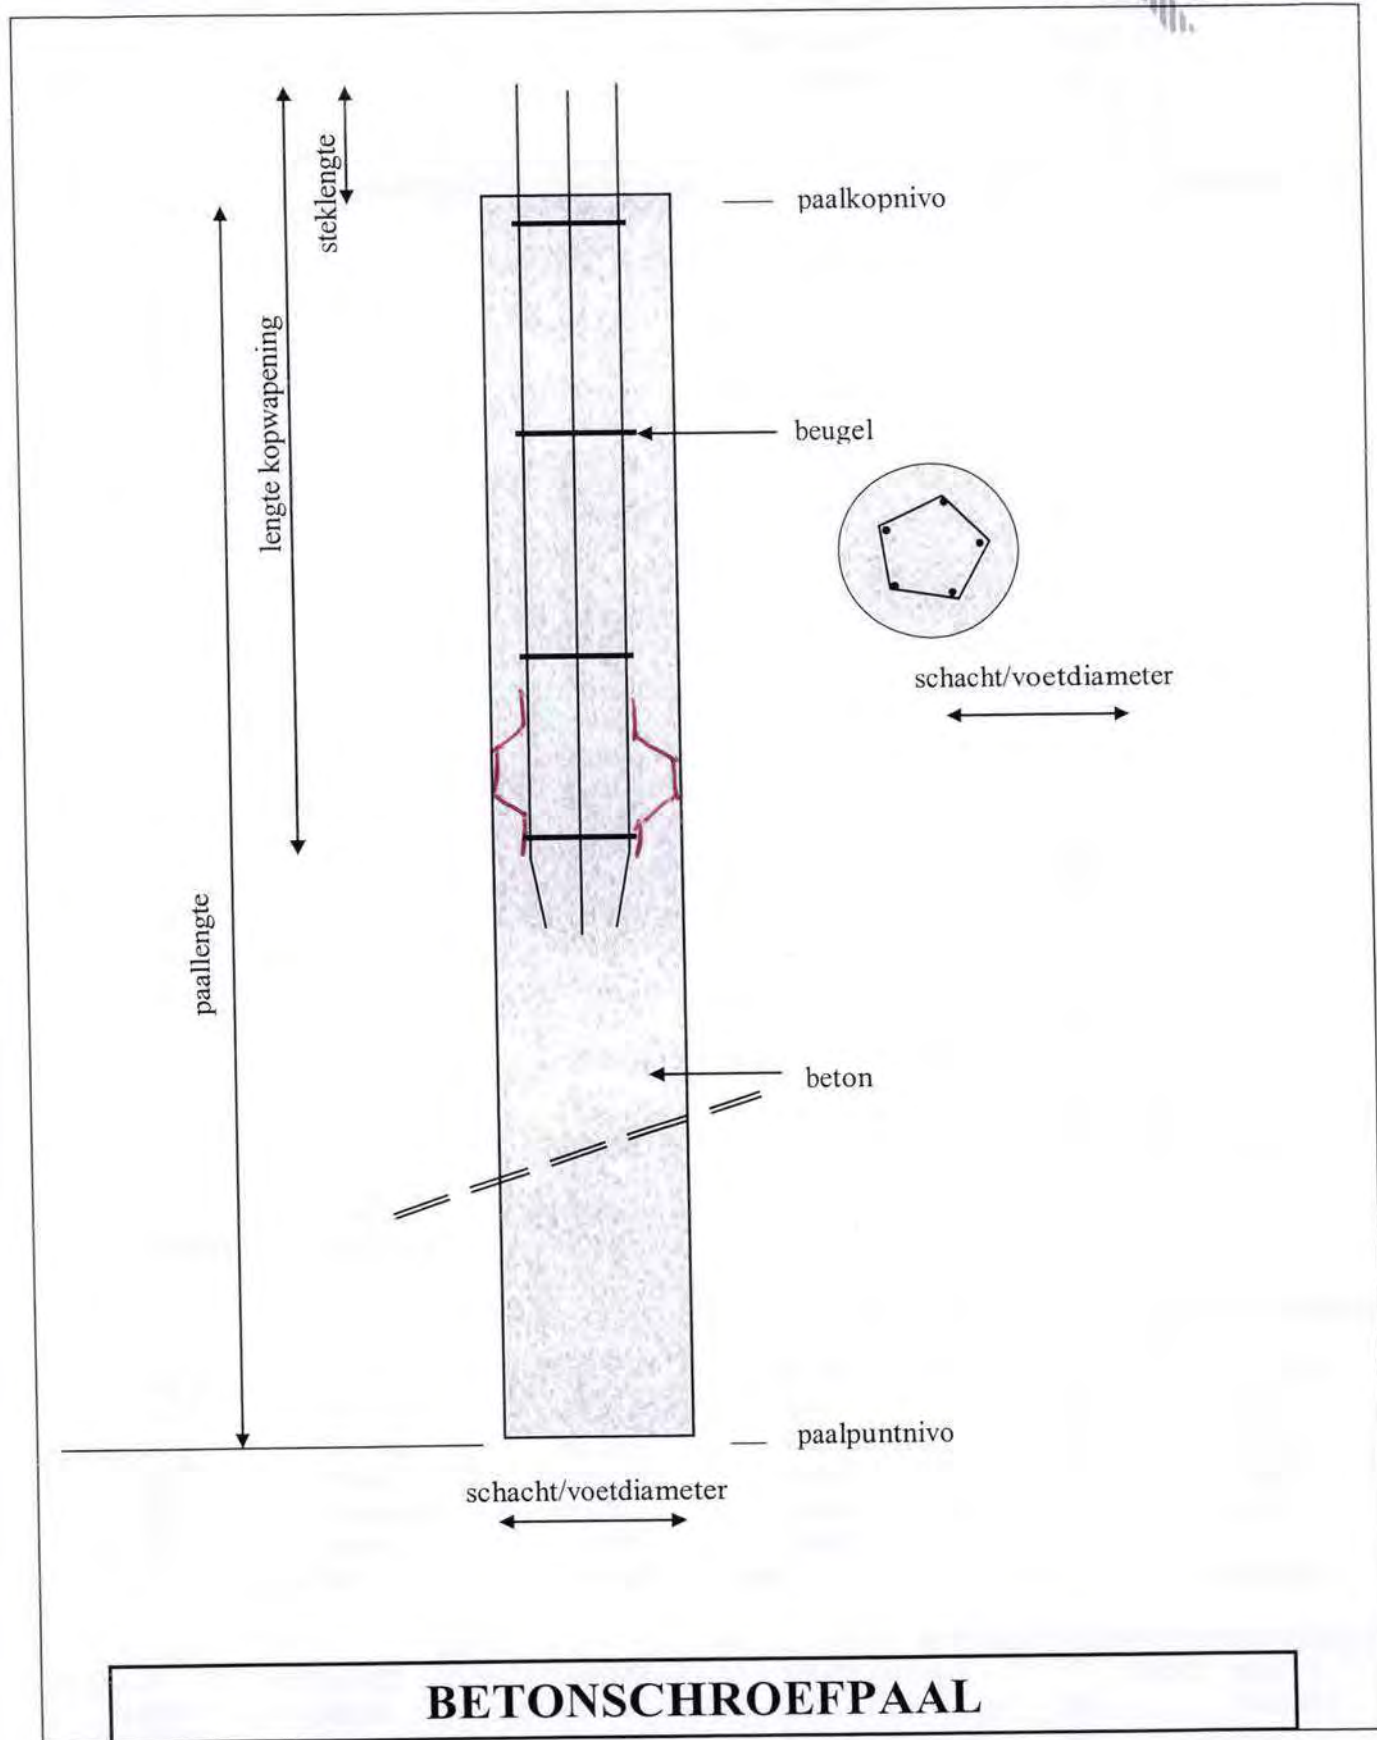 steklengte
paalkopnivo
lengte kopwapening
beugel
schacht/voetdiameter
paallengte
beton
paalpuntnivo
schacht/voetdiameter
BETONSCHROEFPAAL